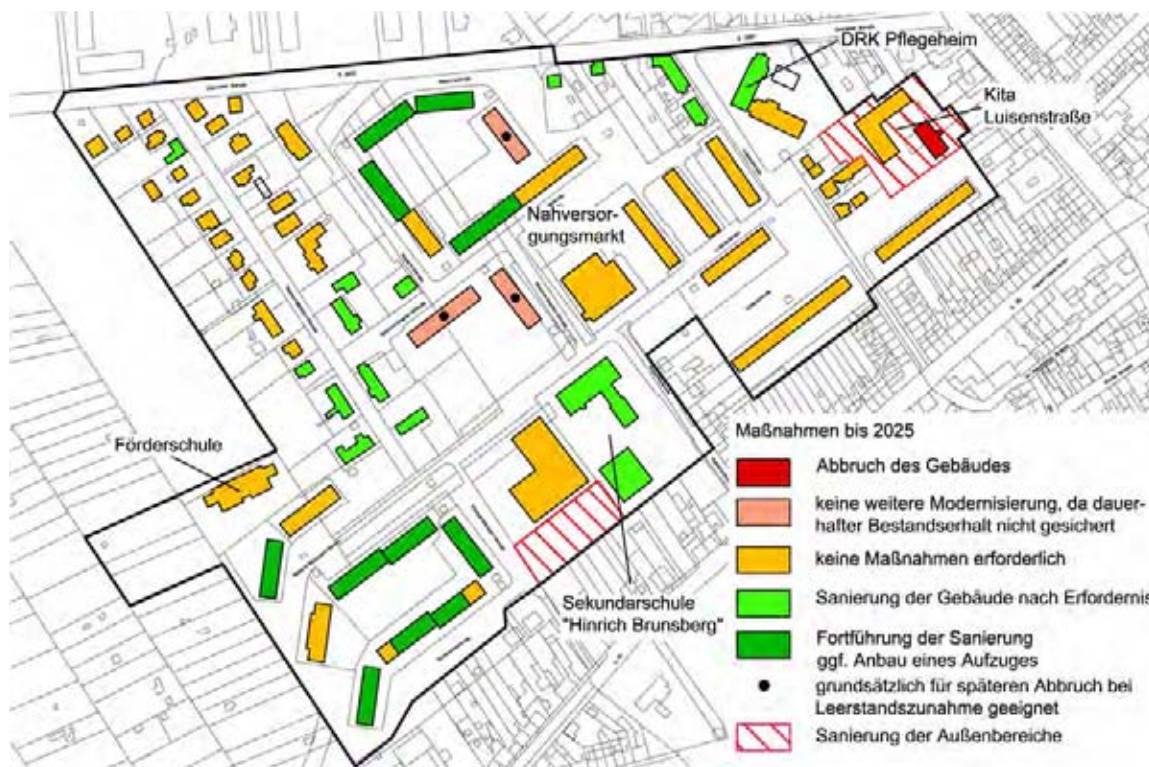 DRK Pflegeheim
Kita
Luisenstraße
Nahversor-
gungsmarkt
Förderschule
Sekundarschule
"Hinrich Brunsberg"
Maßnahmen bis 2025
Abbruch des Gebäudes
keine weitere Modernisierung, da dauer-
hafter Bestandserhalt nicht gesichert
keine Maßnahmen erforderlich
Sanierung der Gebäude nach Erfordernis
Fortführung der Sanierung
ggf. Anbau eines Aufzuges
grundsätzlich für späteren Abbruch bei
Leerstandszunahme geeignet
Sanierung der Außenbereiche